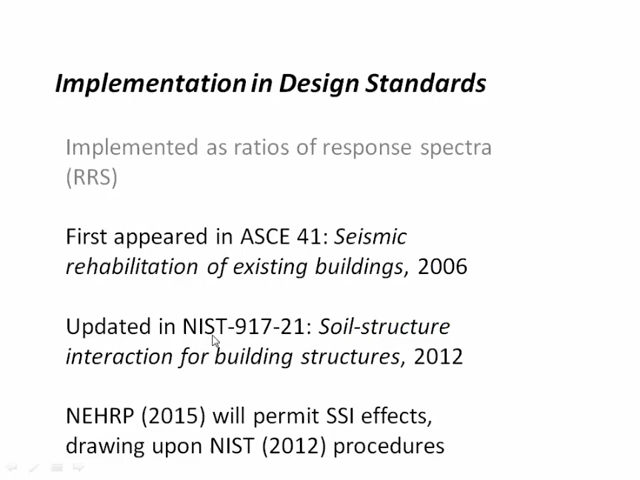 Implementation in Design Standards
Implemented as ratios of response spectra
(RRS)
First appeared in ASCE 41: Seismic
rehabilitation of existing buildings, 2006
Updated in NIST-917-21: Soil-structure
interaction for building structures, 2012
NEHRP (2015) will permit SSI effects,
drawing upon NIST (2012) procedures